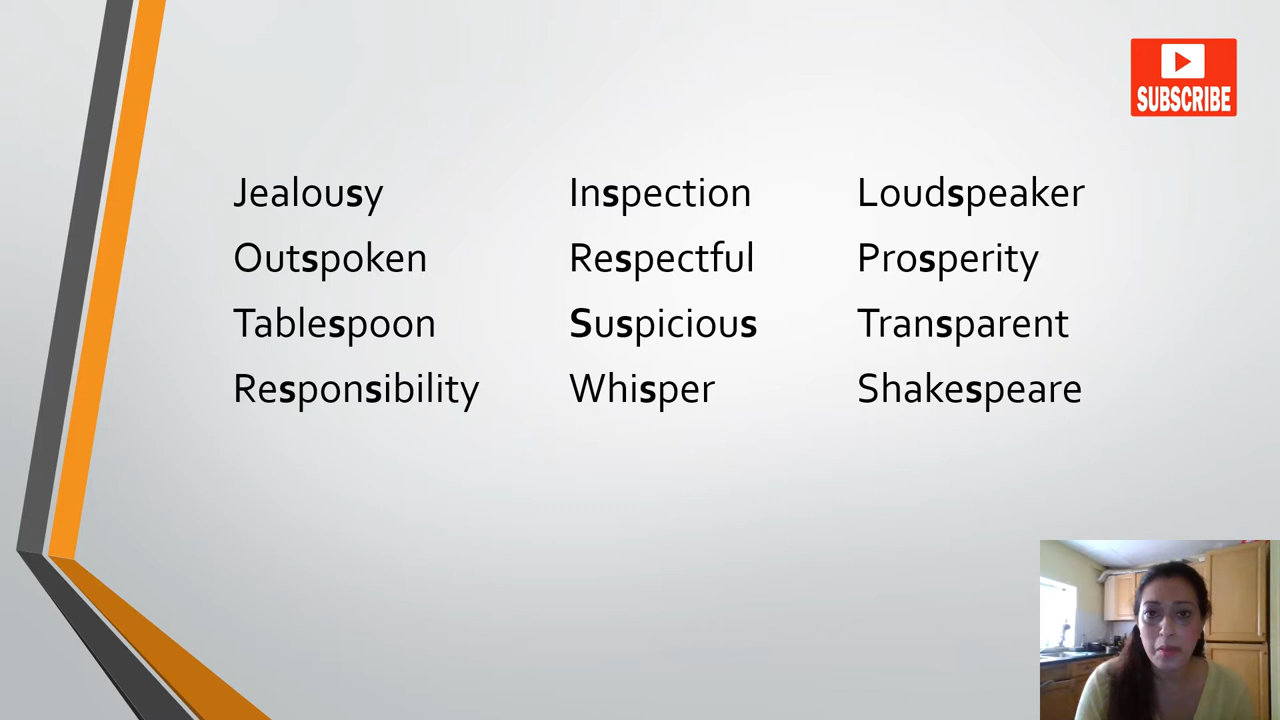 SUBSCRIBE
Jealousy Inspection Loudspeaker
Outspoken Respectful Prosperity
Tablespoon Suspicious Transparent
Responsibility Whisper Shakespeare